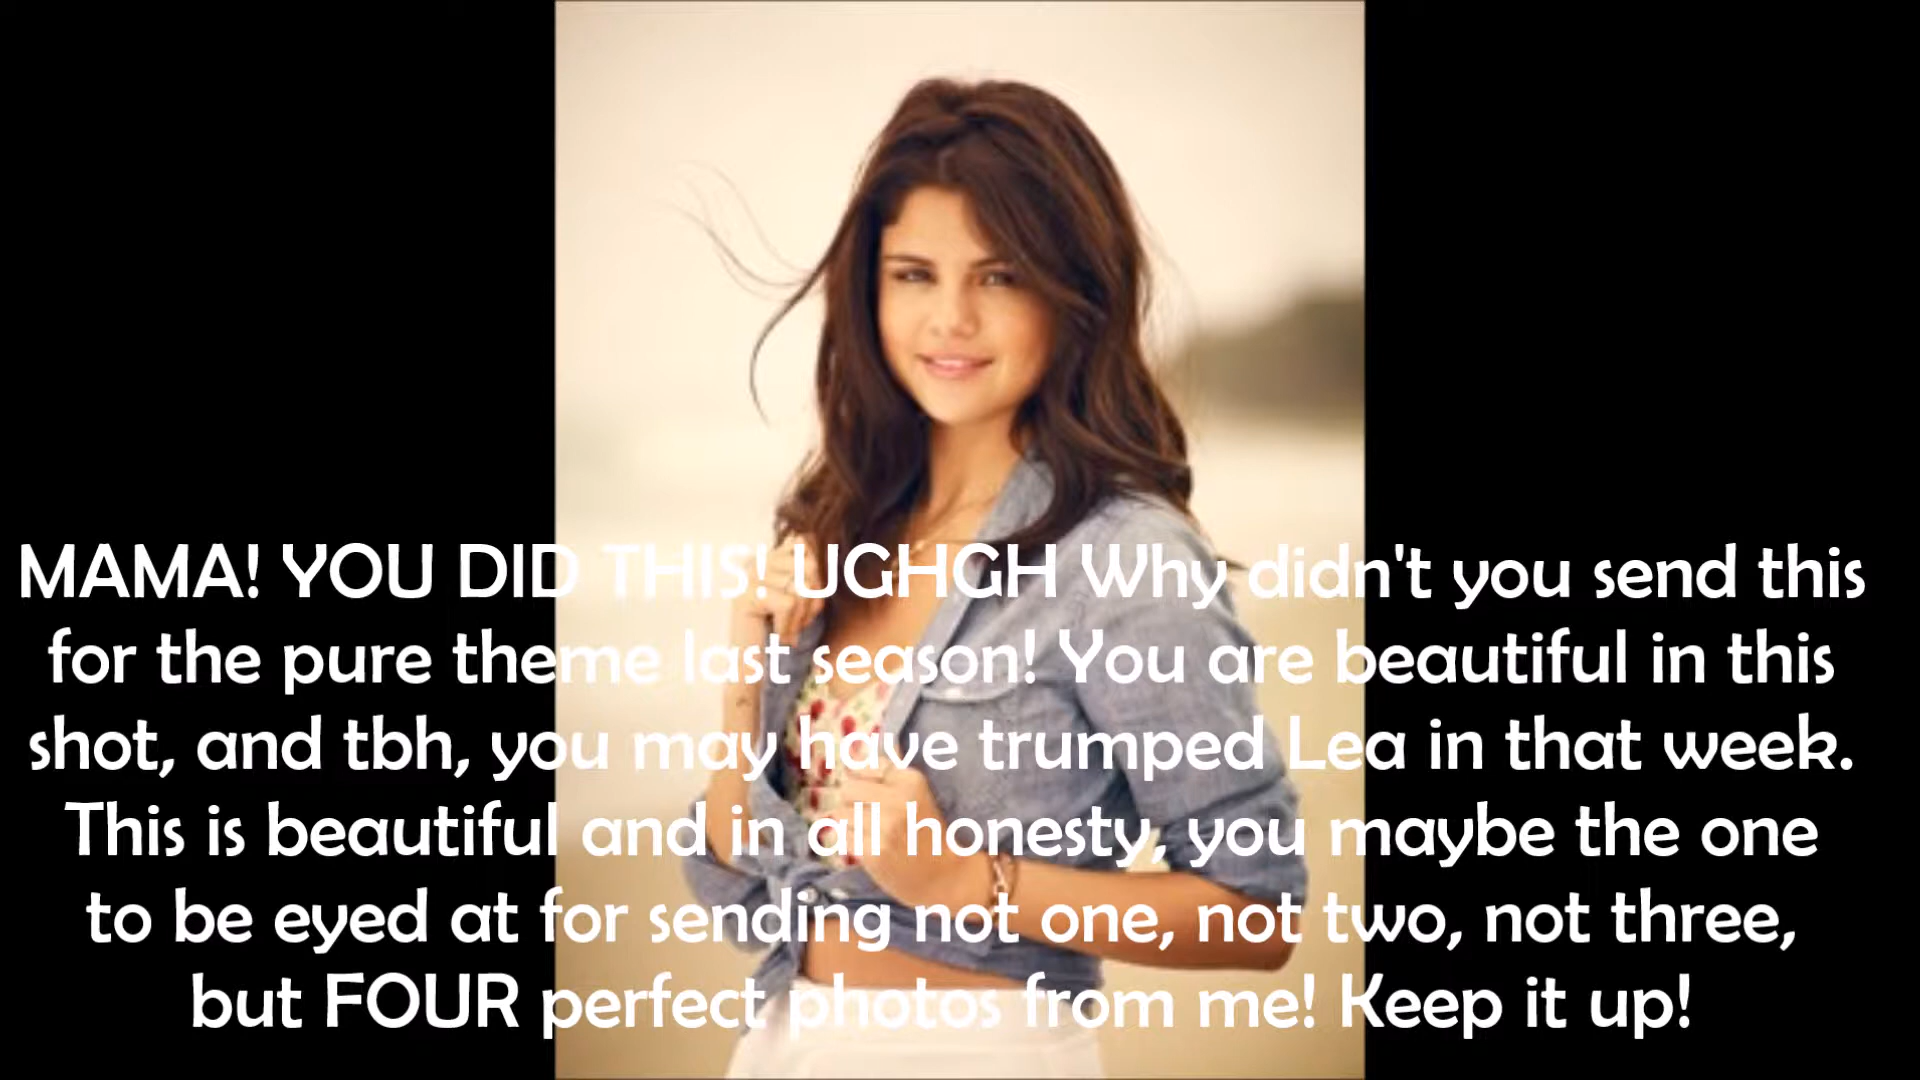 MAMA! YOU DID THIS! UGHGH Why didn't you send this
for the pure theme last season! You are beautiful in this
shot, and tbh, you may have trumped Lea in that week.
This is beautiful and in all honesty, you maybe the one
to be eyed at for sending not one, not two, not three,
but FOUR perfect photos from me! Keep it up!